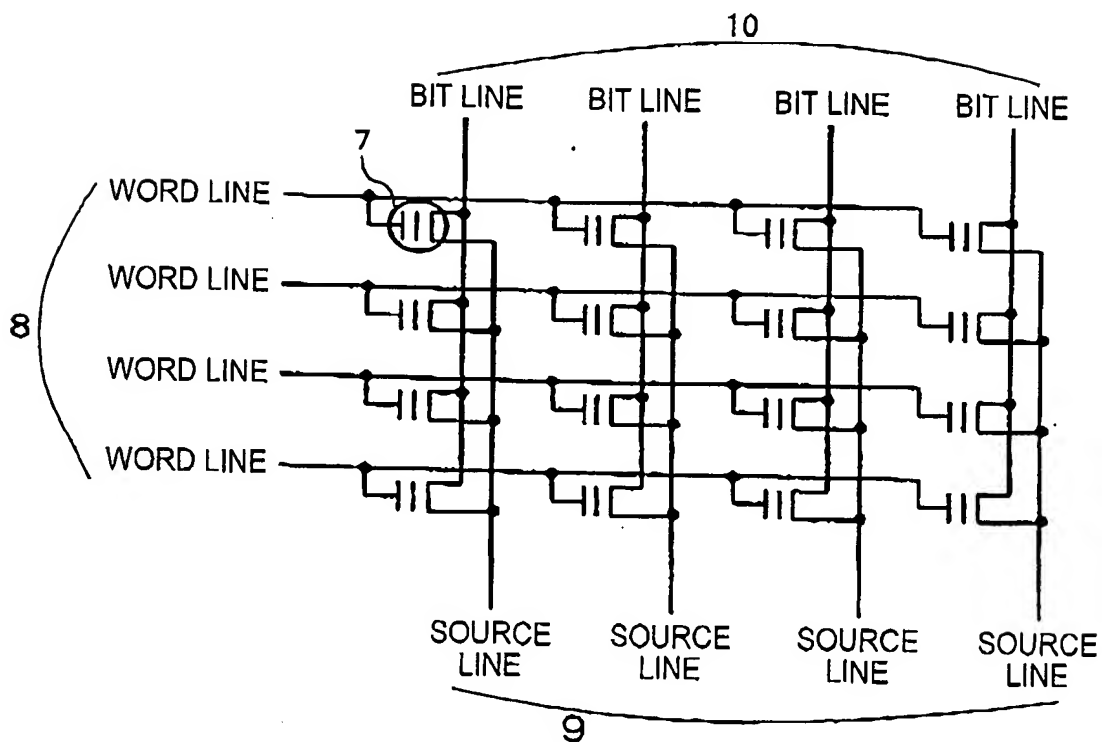 10
BIT LINE BIT LINE BIT LINE BIT LINE
7
WORD LINE
WORD LINE
8
WORD LINE
WORD LINE
SOURCE LINE SOURCE LINE SOURCE LINE SOURCE LINE
9